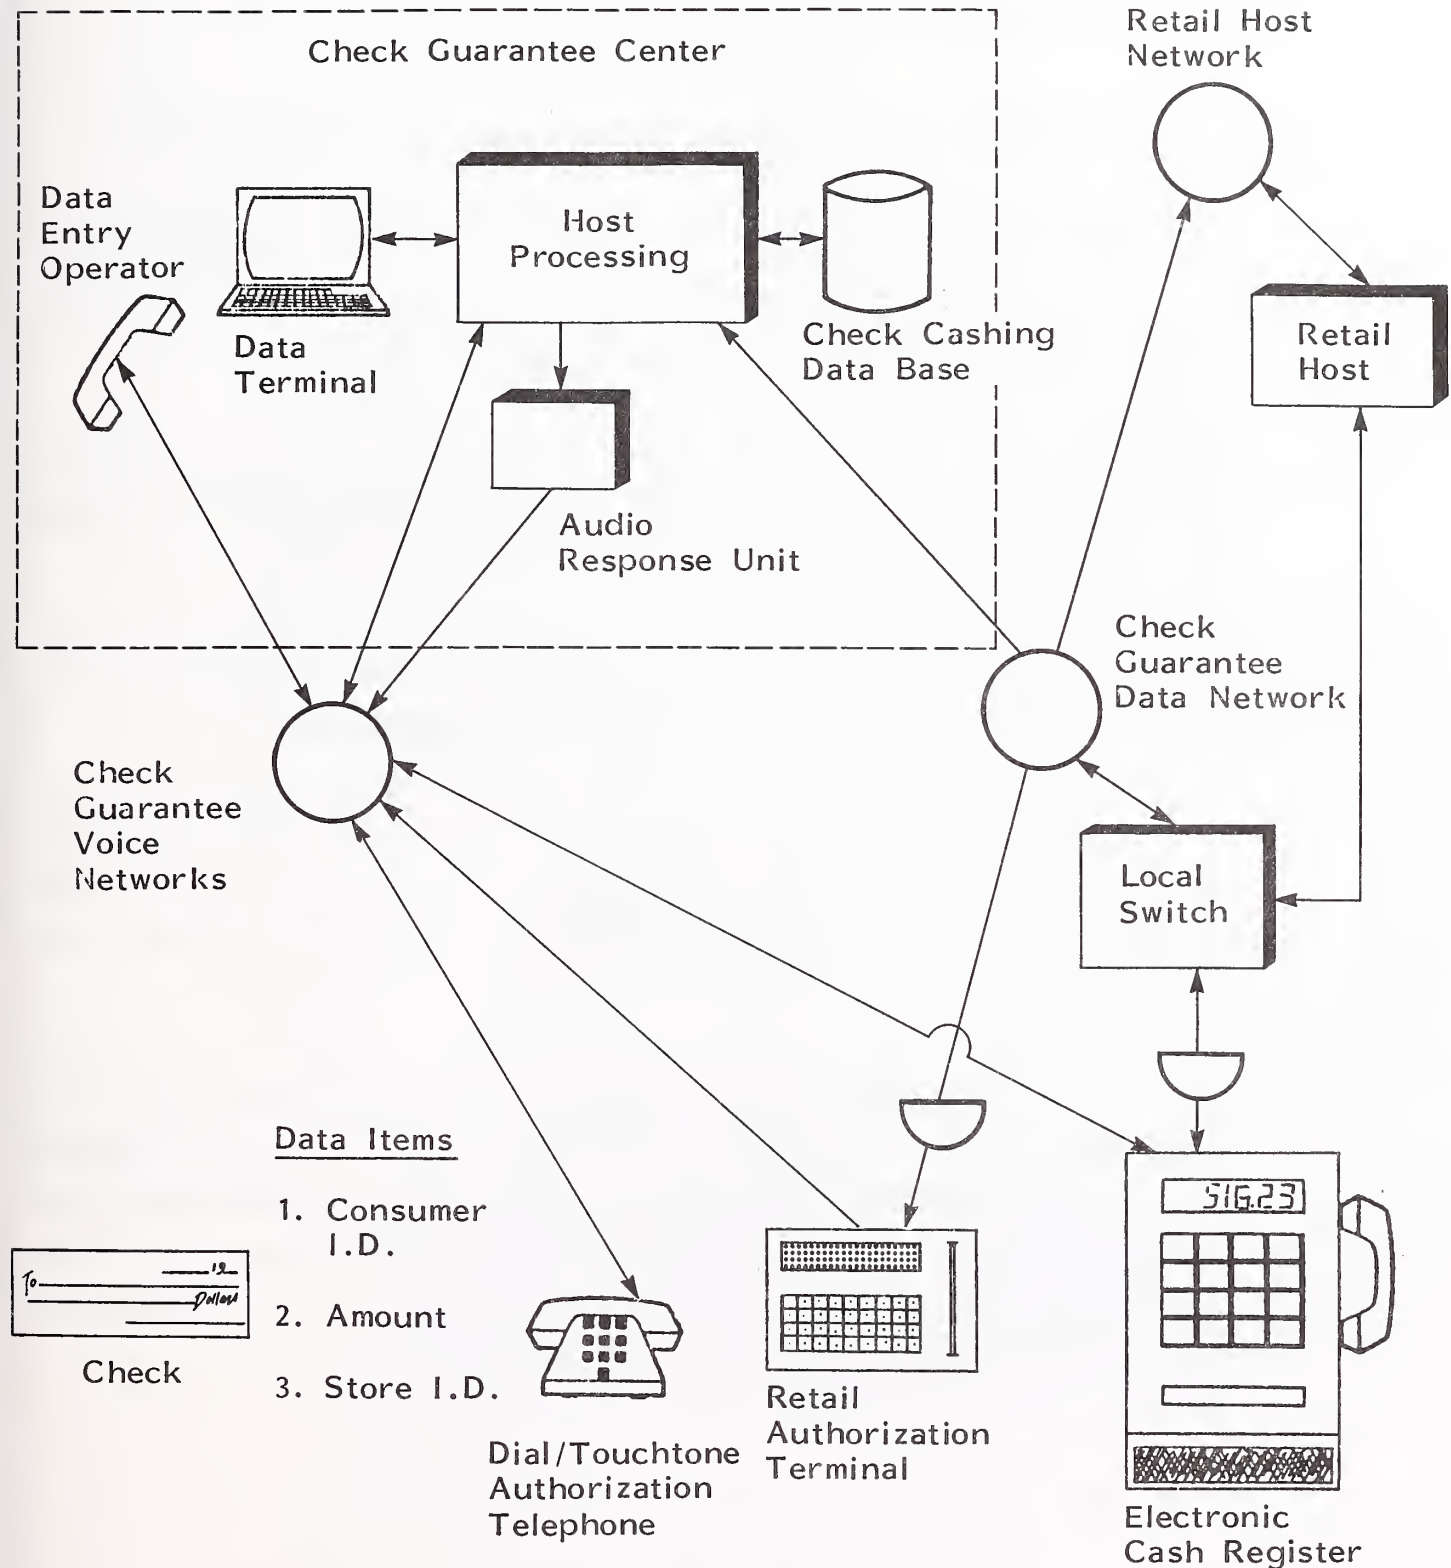 Check Guarantee Center
Retail Host
Network
Data
Entry
Operator
Host
Processing
Data
Terminal
Check Cashing
Data Base
Retail
Host
Audio
Response Unit
Check
Guarantee
Data Network
Check
Guarantee
Voice
Networks
Local
Switch
Data Items
1. Consumer
I.D.
2. Amount
3. Store I.D.
To
19
Dollars
Check
Dial/Touchtone
Authorization
Telephone
Retail
Authorization
Terminal
516.23
Electronic
Cash Register